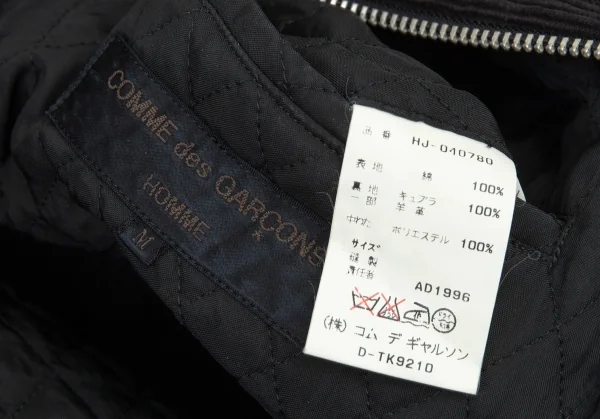 COMME des GARÇONS
HOMME
M
品番 HJ-040780
表地 綿 100%
裏地 キュプラ 100%
一部 羊革
中わた ポリエステル 100%
サイズ
縫製
責任者
AD1996
(株) コム デ ギャルソン
D-TK9210